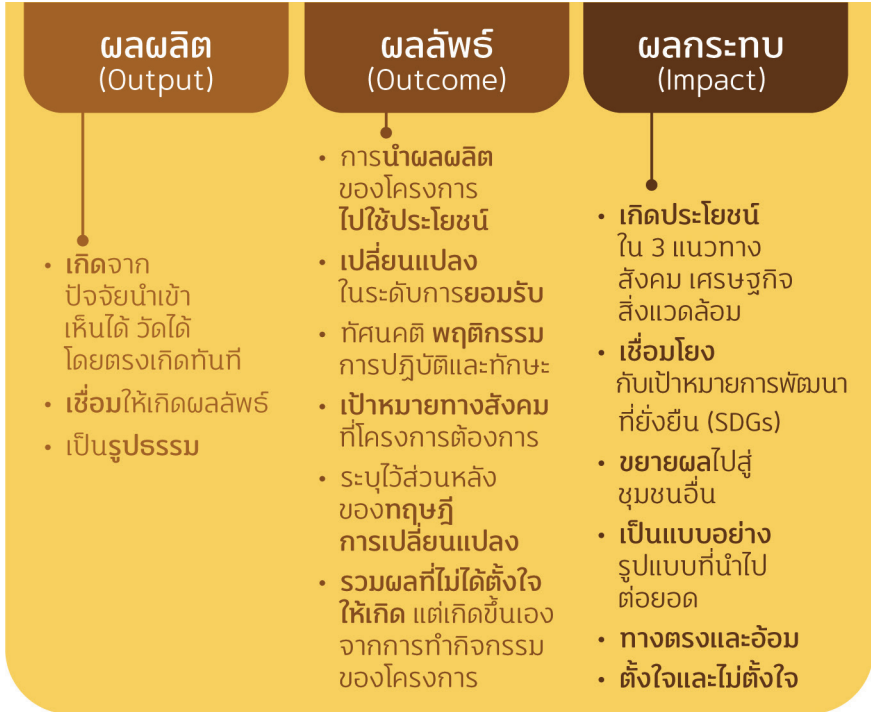 ผลผลิต
(Output)
• เกิดจาก
ปัจจัยนำเข้า
เห็นได้ วัดได้
โดยตรงเกิดทันที
• เชื่อมให้เกิดผลลัพธ์
• เป็นรูปธรรม
ผลลัพธ์
(Outcome)
• การนำผลผลิต
ของโครงการ
ไปใช้ประโยชน์
• เปลี่ยนแปลง
ในระดับการยอมรับ
• ทัศนคติ พฤติกรรม
การปฏิบัติและทักษะ
• เป้าหมายทางสังคม
ที่โครงการต้องการ
• ระบุไว้ส่วนหลัง
ของทฤษฎี
การเปลี่ยนแปลง
• รวมผลที่ไม่ได้ตั้งใจ
ให้เกิด แต่เกิดขึ้นเอง
จากการทำกิจกรรม
ของโครงการ
ผลกระทบ
(Impact)
• เกิดประโยชน์
ใน 3 แนวทาง
สังคม เศรษฐกิจ
สิ่งแวดล้อม
• เชื่อมโยง
กับเป้าหมายการพัฒนา
ที่ยั่งยืน (SDGs)
• ขยายผลไปสู่
ชุมชนอื่น
• เป็นแบบอย่าง
รูปแบบที่นำไป
ต่อยอด
• ทางตรงและอ้อม
• ตั้งใจและไม่ตั้งใจ